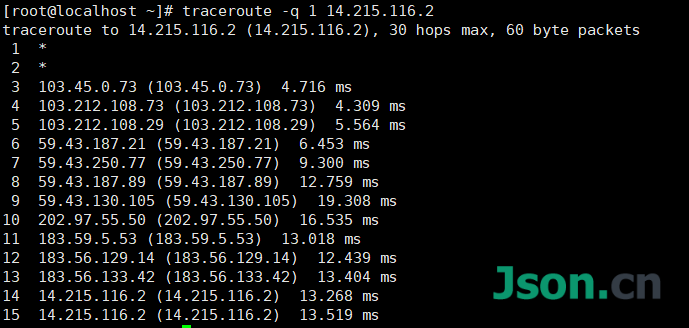 [root@localhost ~]# traceroute -q 1 14.215.116.2
traceroute to 14.215.116.2 (14.215.116.2), 30 hops max, 60 byte packets
 1  *
 2  *
 3  103.45.0.73 (103.45.0.73)  4.716 ms
 4  103.212.108.73 (103.212.108.73)  4.309 ms
 5  103.212.108.29 (103.212.108.29)  5.564 ms
 6  59.43.187.21 (59.43.187.21)  6.453 ms
 7  59.43.250.77 (59.43.250.77)  9.300 ms
 8  59.43.187.89 (59.43.187.89)  12.759 ms
 9  59.43.130.105 (59.43.130.105)  19.308 ms
10  202.97.55.50 (202.97.55.50)  16.535 ms
11  183.59.5.53 (183.59.5.53)  13.018 ms
12  183.56.129.14 (183.56.129.14)  12.439 ms
13  183.56.133.42 (183.56.133.42)  13.404 ms
14  14.215.116.2 (14.215.116.2)  13.268 ms
15  14.215.116.2 (14.215.116.2)  13.519 ms
Json.cn